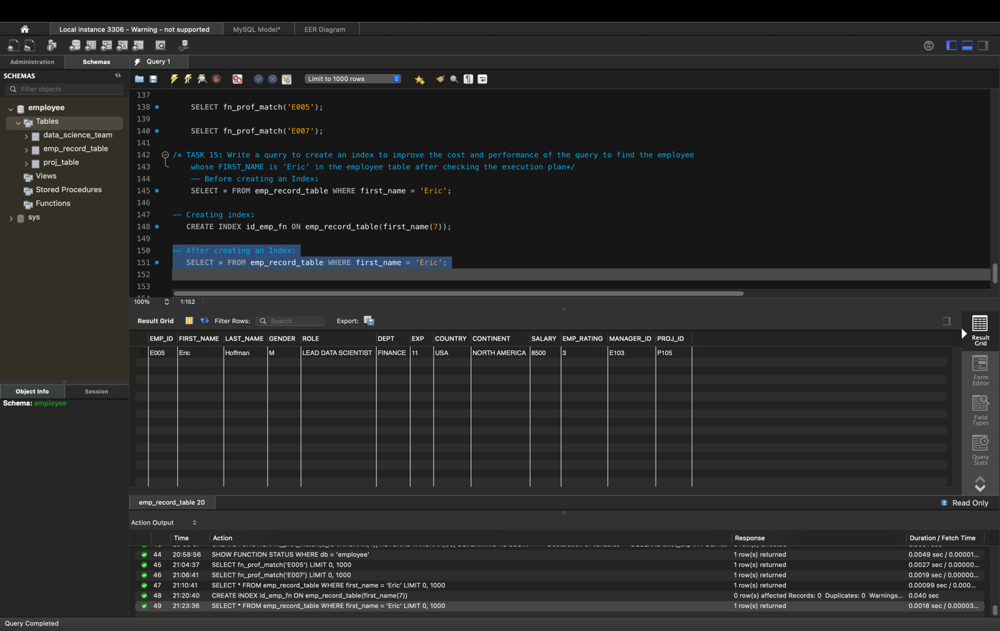 Local instance 3306 - Warning - not supported
MySQL Model*
EER Diagram
Administration
Schemas
Query 1
SCHEMAS
Filter objects
employee
Tables
data_science_team
emp_record_table
proj_table
Views
Stored Procedures
Functions
sys
Limit to 1000 rows
137
138 SELECT fn_prof_match('E005');
139
140 SELECT fn_prof_match('E007');
141
142 /* TASK 15: Write a query to create an index to improve the cost and performance of the query to find the employee
143 whose FIRST_NAME is ‘Eric’ in the employee table after checking the execution plan*/
144 -- Before creating an Index:
145 SELECT * FROM emp_record_table WHERE first_name = 'Eric';
146
147 -- Creating index:
148 CREATE INDEX id_emp_fn ON emp_record_table(first_name(7));
149
150 -- After creating an Index:
151 SELECT * FROM emp_record_table WHERE first_name = 'Eric';
152
153
100% 1:152
Result Grid Filter Rows: Search Export:
EMP_ID FIRST_NAME LAST_NAME GENDER ROLE DEPT EXP COUNTRY CONTINENT SALARY EMP_RATING MANAGER_ID PROJ_ID
E005 Eric Hoffman M LEAD DATA SCIENTIST FINANCE 11 USA NORTH AMERICA 8500 3 E103 P105
Result
Grid
Form
Editor
Field
Types
Query
Stats
Object Info
Session
Schema: employee
emp_record_table 20
Read Only
Action Output
Time Action Response Duration / Fetch Time
44 20:58:56 SHOW FUNCTION STATUS WHERE db = 'employee' 1 row(s) returned 0.0049 sec / 0.00001...
45 21:04:37 SELECT fn_prof_match('E005') LIMIT 0, 1000 1 row(s) returned 0.0027 sec / 0.00000...
46 21:06:41 SELECT fn_prof_match('E007') LIMIT 0, 1000 1 row(s) returned 0.0019 sec / 0.00000...
47 21:10:41 SELECT * FROM emp_record_table WHERE first_name = 'Eric' LIMIT 0, 1000 1 row(s) returned 0.00099 sec / 0.000...
48 21:20:40 CREATE INDEX id_emp_fn ON emp_record_table(first_name(7)) 0 row(s) affected Records: 0 Duplicates: 0 Warnings... 0.040 sec
49 21:23:36 SELECT * FROM emp_record_table WHERE first_name = 'Eric' LIMIT 0, 1000 1 row(s) returned 0.0018 sec / 0.00003...
Query Completed